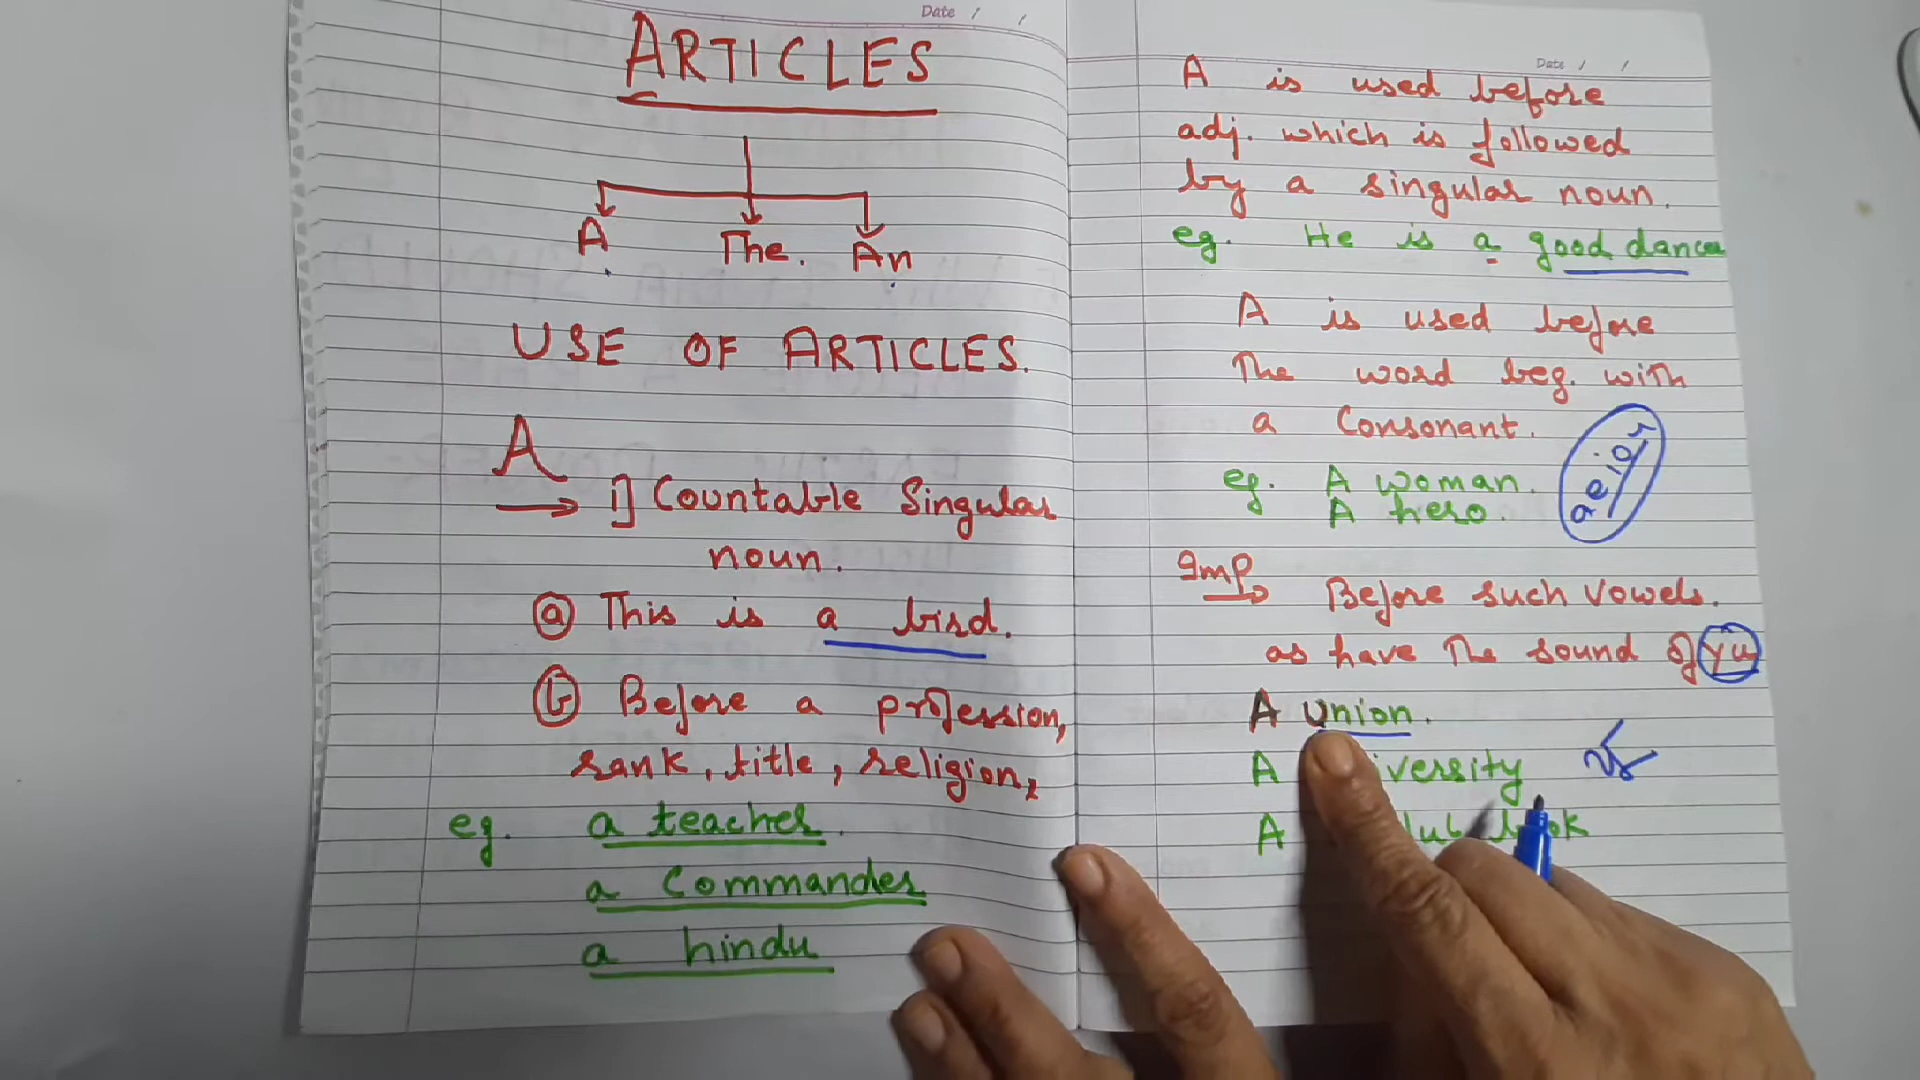 Date / /
ARTICLES
A The. An
USE OF ARTICLES.
A
→ 1] Countable Singular
noun.
ⓐ This is a bird.
ⓑ Before a profession,
rank, title, religion,
eg. a teacher.
a Commander
a hindu
Date / /
A is used before
adj. which is followed
by a singular noun.
eg. He is a good dancer
A is used before
The word beg. with
a Consonant.
eg. A woman.
A hero.
a e i o u
Imp → Before such vowels.
as have the sound of yu
A union.
A
A